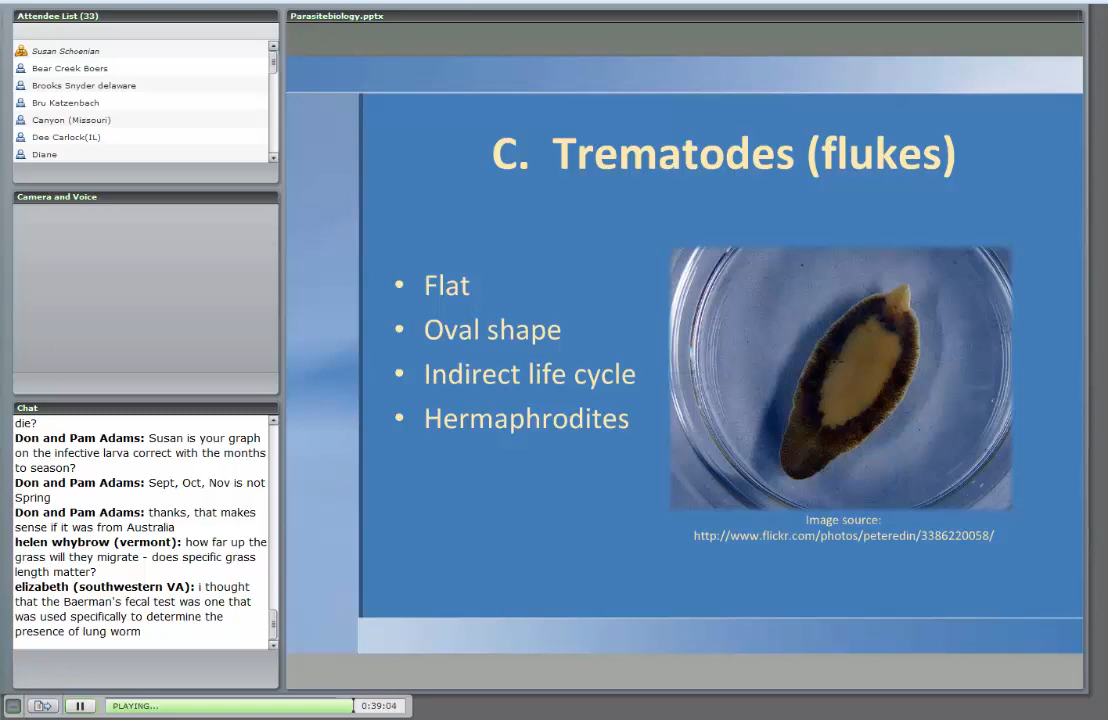 Attendee List (33)
Susan Schoenian
Bear Creek Boers
Brooks Snyder delaware
Bru Katzenbach
Canyon (Missouri)
Dee Carlock(IL)
Diane
Camera and Voice
Chat
die?
Don and Pam Adams: Susan is your graph
on the infective larva correct with the months
to season?
Don and Pam Adams: Sept, Oct, Nov is not
Spring
Don and Pam Adams: thanks, that makes
sense if it was from Australia
helen whybrow (vermont): how far up the
grass will they migrate - does specific grass
length matter?
elizabeth (southwestern VA): i thought
that the Baerman's fecal test was one that
was used specifically to determine the
presence of lung worm
Parasitebiology.pptx
C. Trematodes (flukes)
• Flat
• Oval shape
• Indirect life cycle
• Hermaphrodites
Image source:
http://www.flickr.com/photos/peteredin/3386220058/
PLAYING...
0:39:04